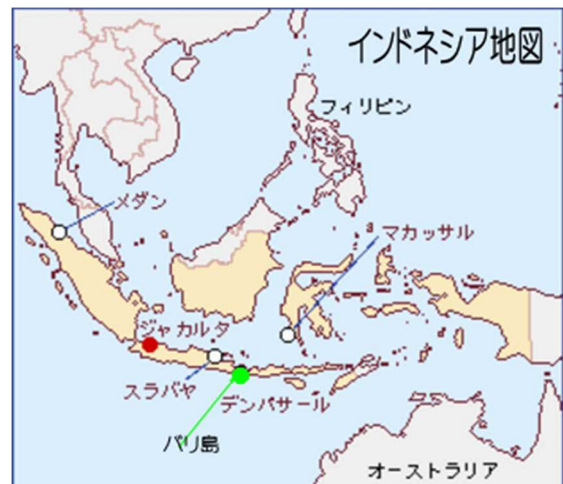 インドネシア地図
フィリピン
メダン
マカッサル
ジャカルタ
スラバヤ
デンパサール
バリ島
オーストラリア